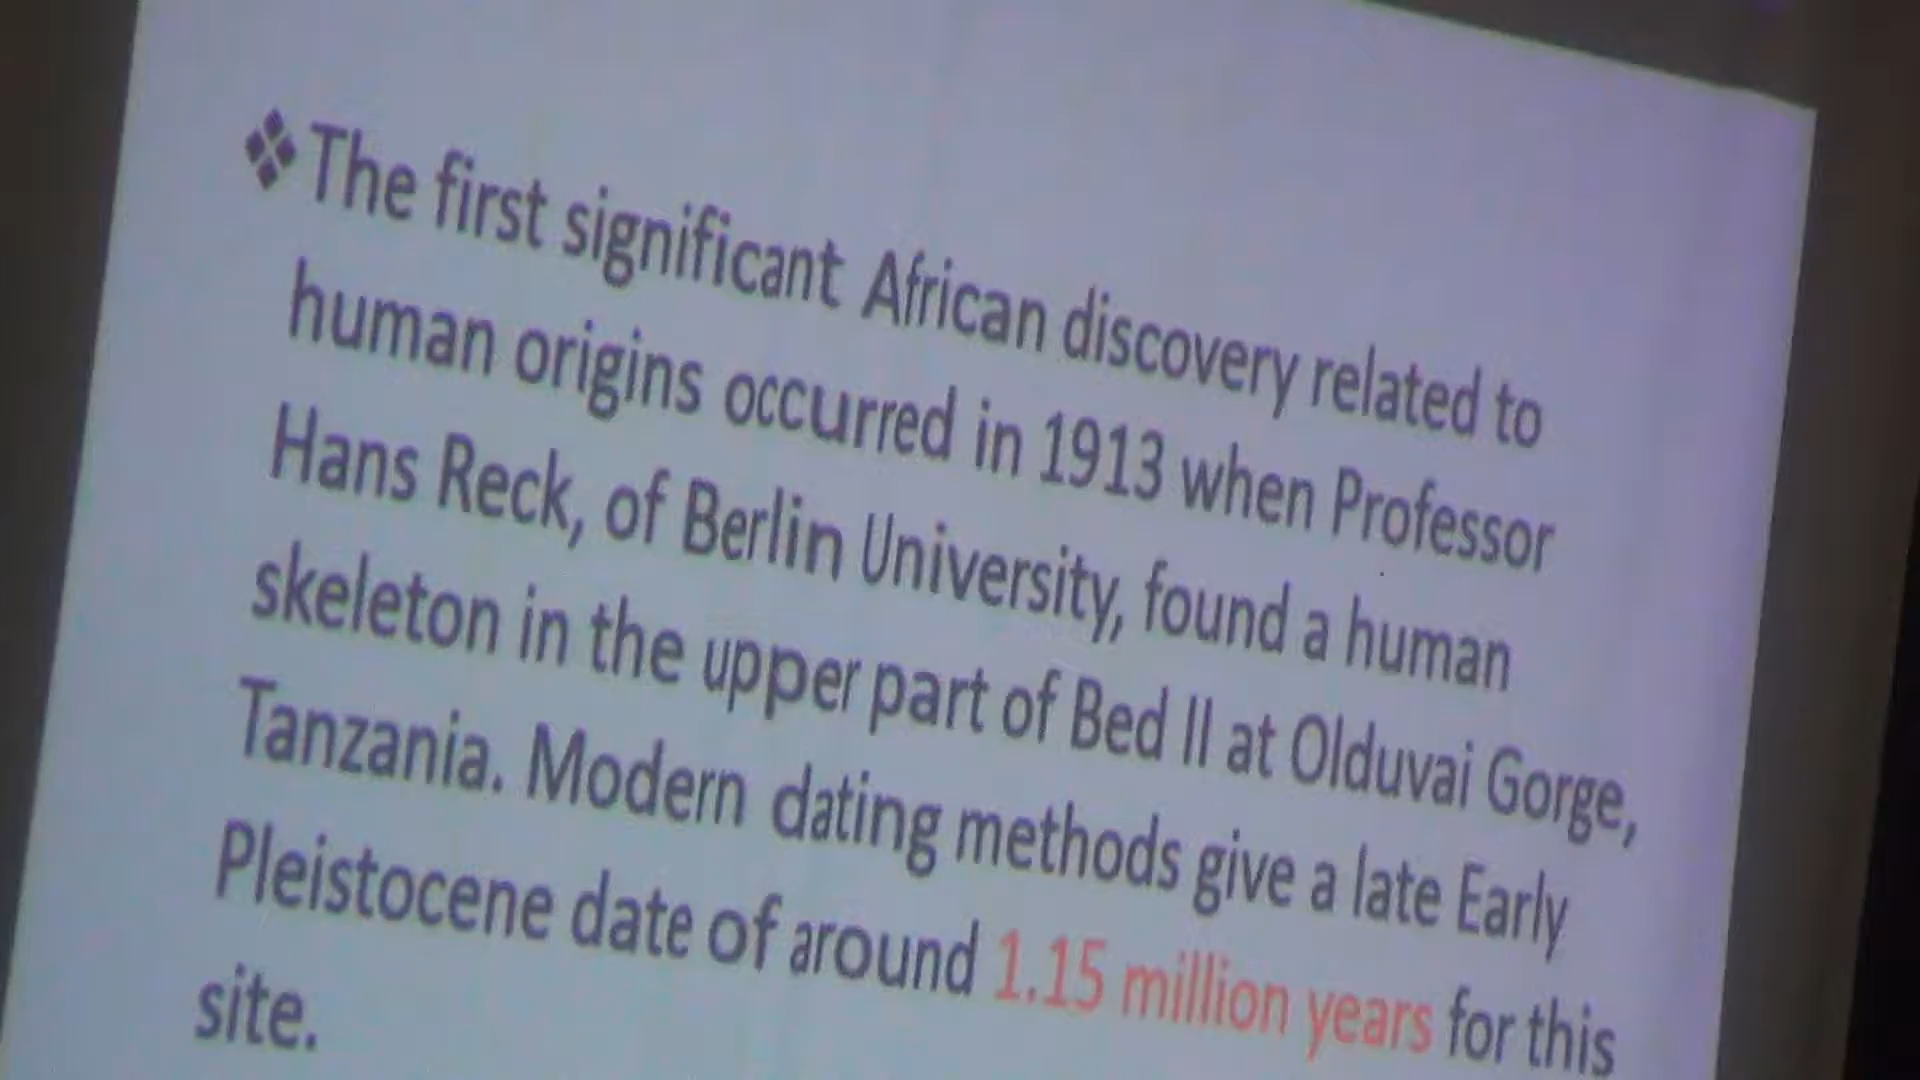 ❖The first significant African discovery related to
human origins occurred in 1913 when Professor
Hans Reck, of Berlin University, found a human
skeleton in the upper part of Bed II at Olduvai Gorge,
Tanzania. Modern dating methods give a late Early
Pleistocene date of around 1.15 million years for this
site.